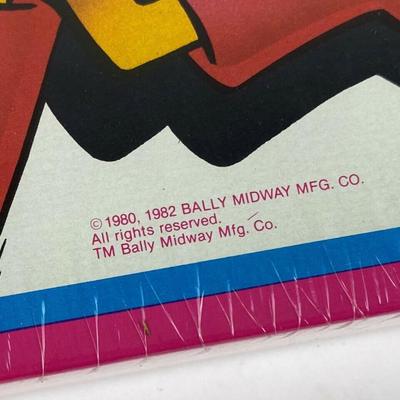 ©1980, 1982 BALLY MIDWAY MFG. CO.
All rights reserved.
TM Bally Midway Mfg. Co.